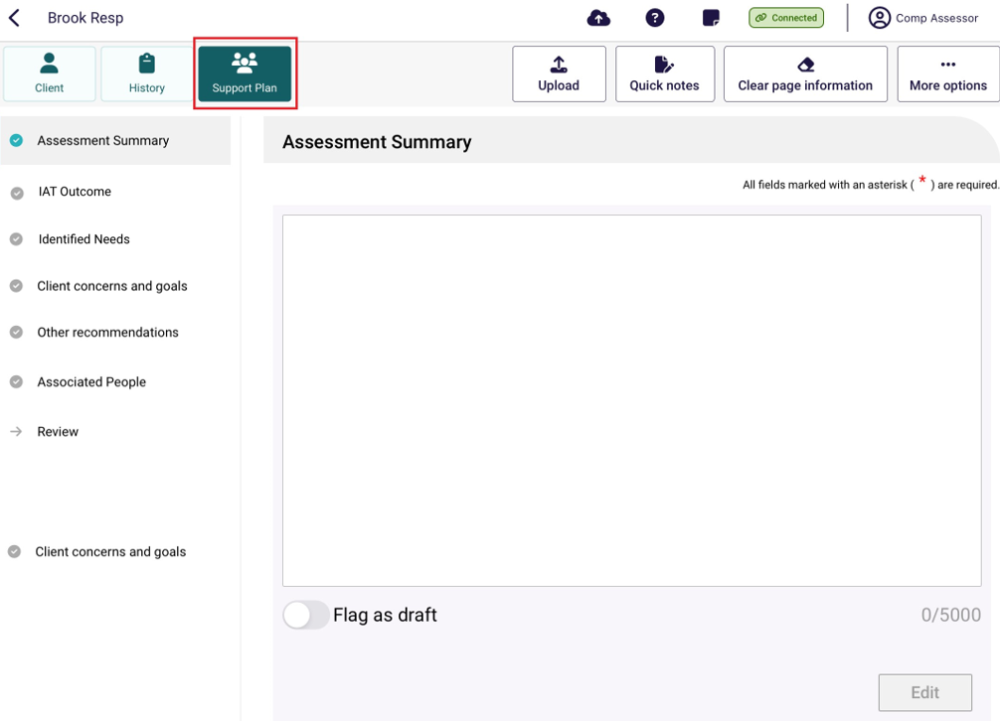 Brook Resp
Connected
Comp Assessor
Client
History
Support Plan
Upload
Quick notes
Clear page information
More options
Assessment Summary
IAT Outcome
Identified Needs
Client concerns and goals
Other recommendations
Associated People
Review
Client concerns and goals
Assessment Summary
All fields marked with an asterisk ( * ) are required.
Flag as draft
0/5000
Edit